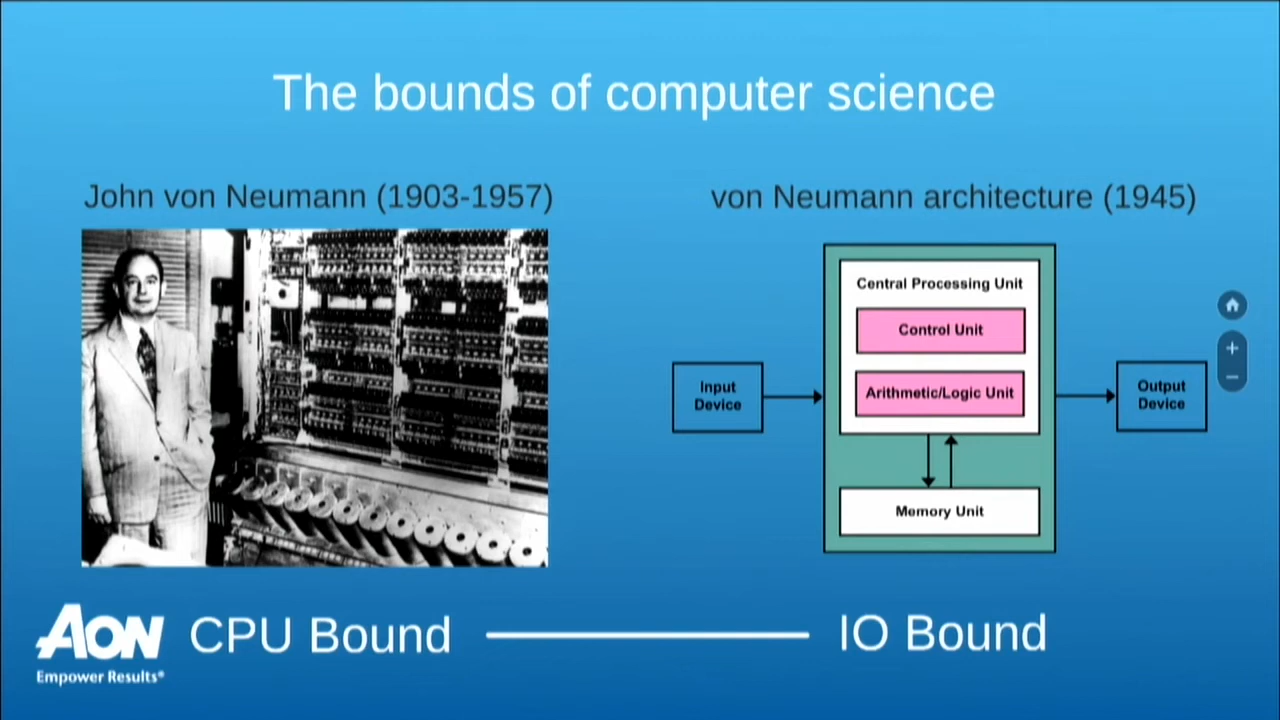 The bounds of computer science
John von Neumann (1903-1957)
von Neumann architecture (1945)
Central Processing Unit
Control Unit
Arithmetic/Logic Unit
Input
Device
Output
Device
Memory Unit
AON
Empower Results®
CPU Bound
IO Bound